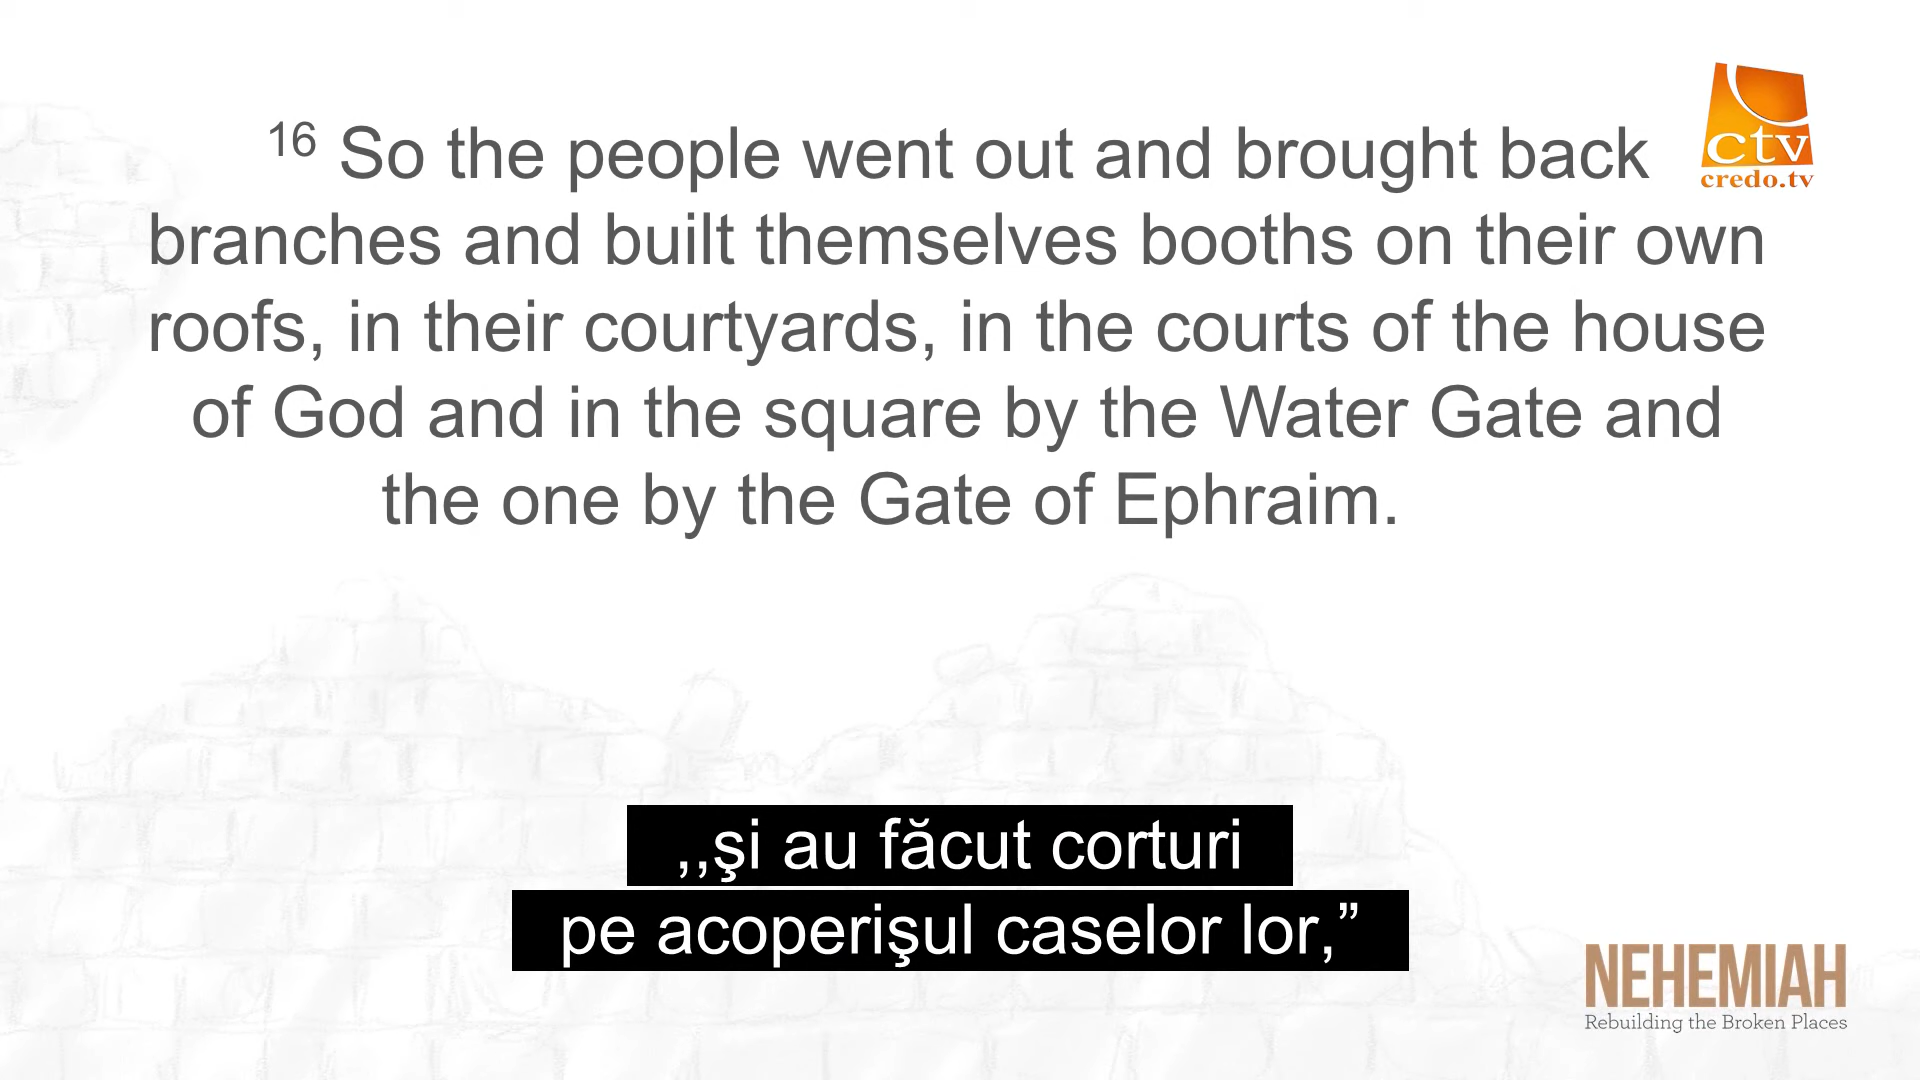 16 So the people went out and brought back
branches and built themselves booths on their own
roofs, in their courtyards, in the courts of the house
of God and in the square by the Water Gate and
the one by the Gate of Ephraim.
ctv
credo.tv
,,şi au făcut corturi
pe acoperişul caselor lor,”
NEHEMIAH
Rebuilding the Broken Places